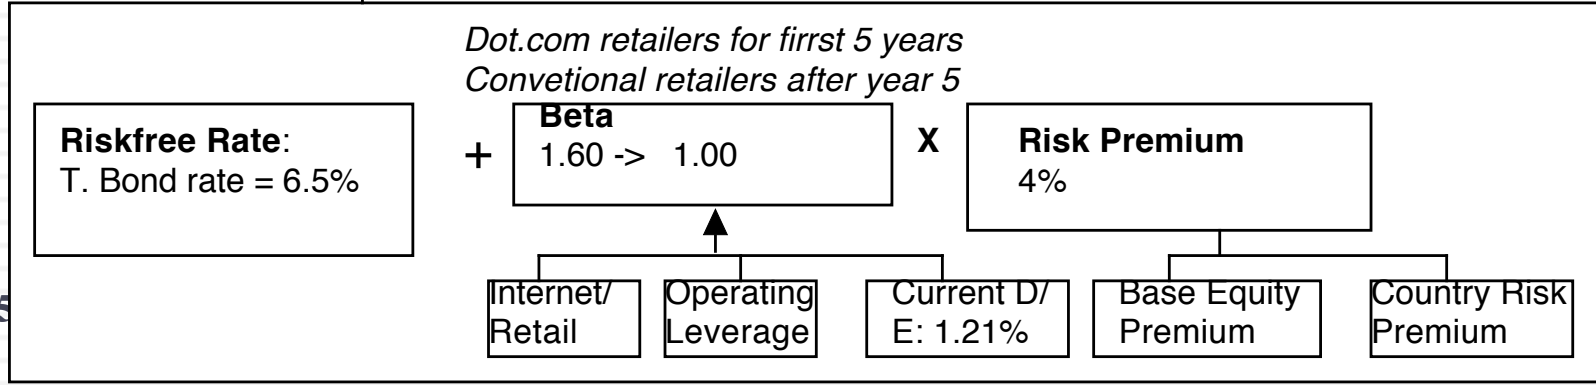 Dot.com retailers for firrst 5 years
Convetional retailers after year 5
Riskfree Rate:
T. Bond rate = 6.5%
+
Beta
1.60 -> 1.00
X
Risk Premium
4%
Internet/
Retail
Operating
Leverage
Current D/
E: 1.21%
Base Equity
Premium
Country Risk
Premium
5